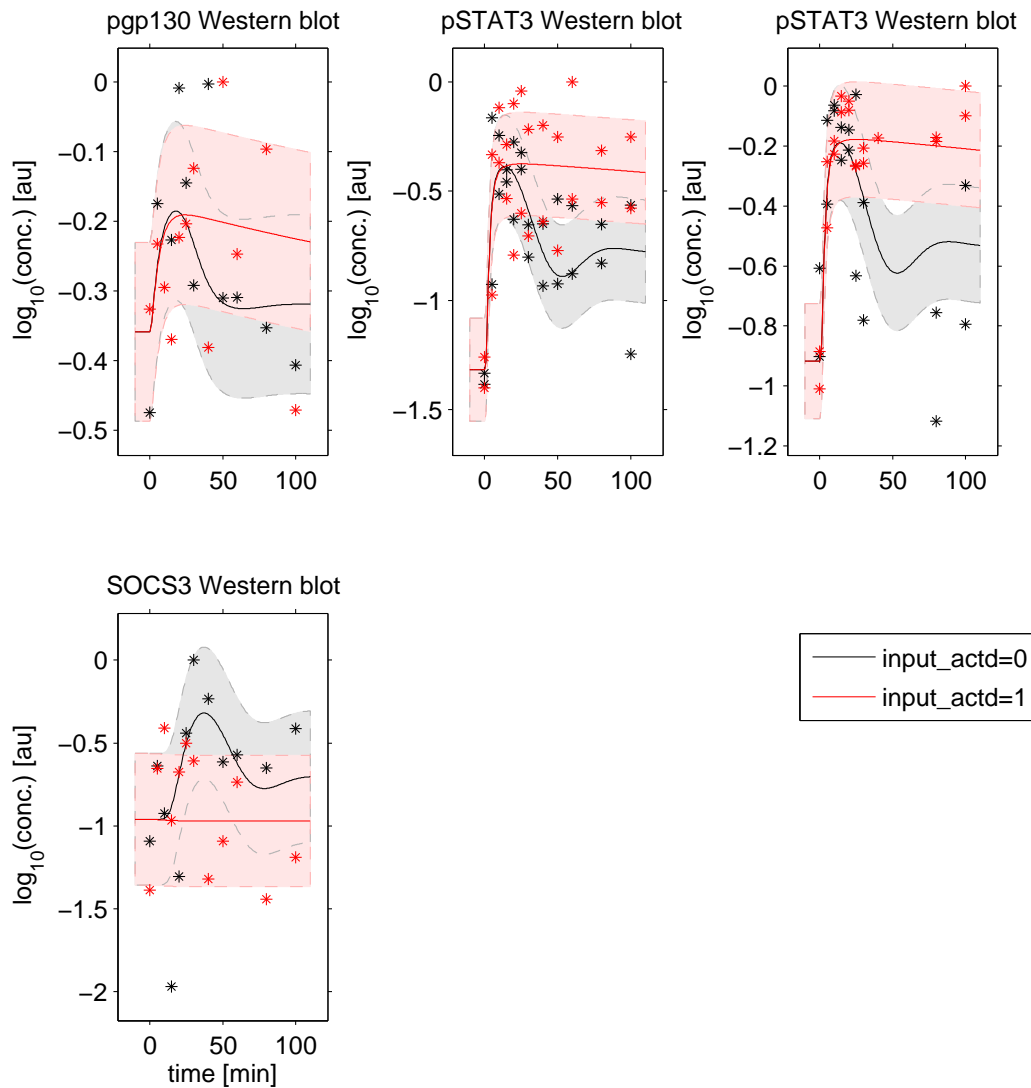 pgp130 Western blot
pSTAT3 Western blot
pSTAT3 Western blot
log10(conc.) [au]
0
−0.1
−0.2
−0.3
−0.4
−0.5
0 50 100
log10(conc.) [au]
0
−0.5
−1
−1.5
0 50 100
log10(conc.) [au]
0
−0.2
−0.4
−0.6
−0.8
−1
−1.2
0 50 100
SOCS3 Western blot
log10(conc.) [au]
0
−0.5
−1
−1.5
−2
0 50 100
time [min]
input_actd=0
input_actd=1